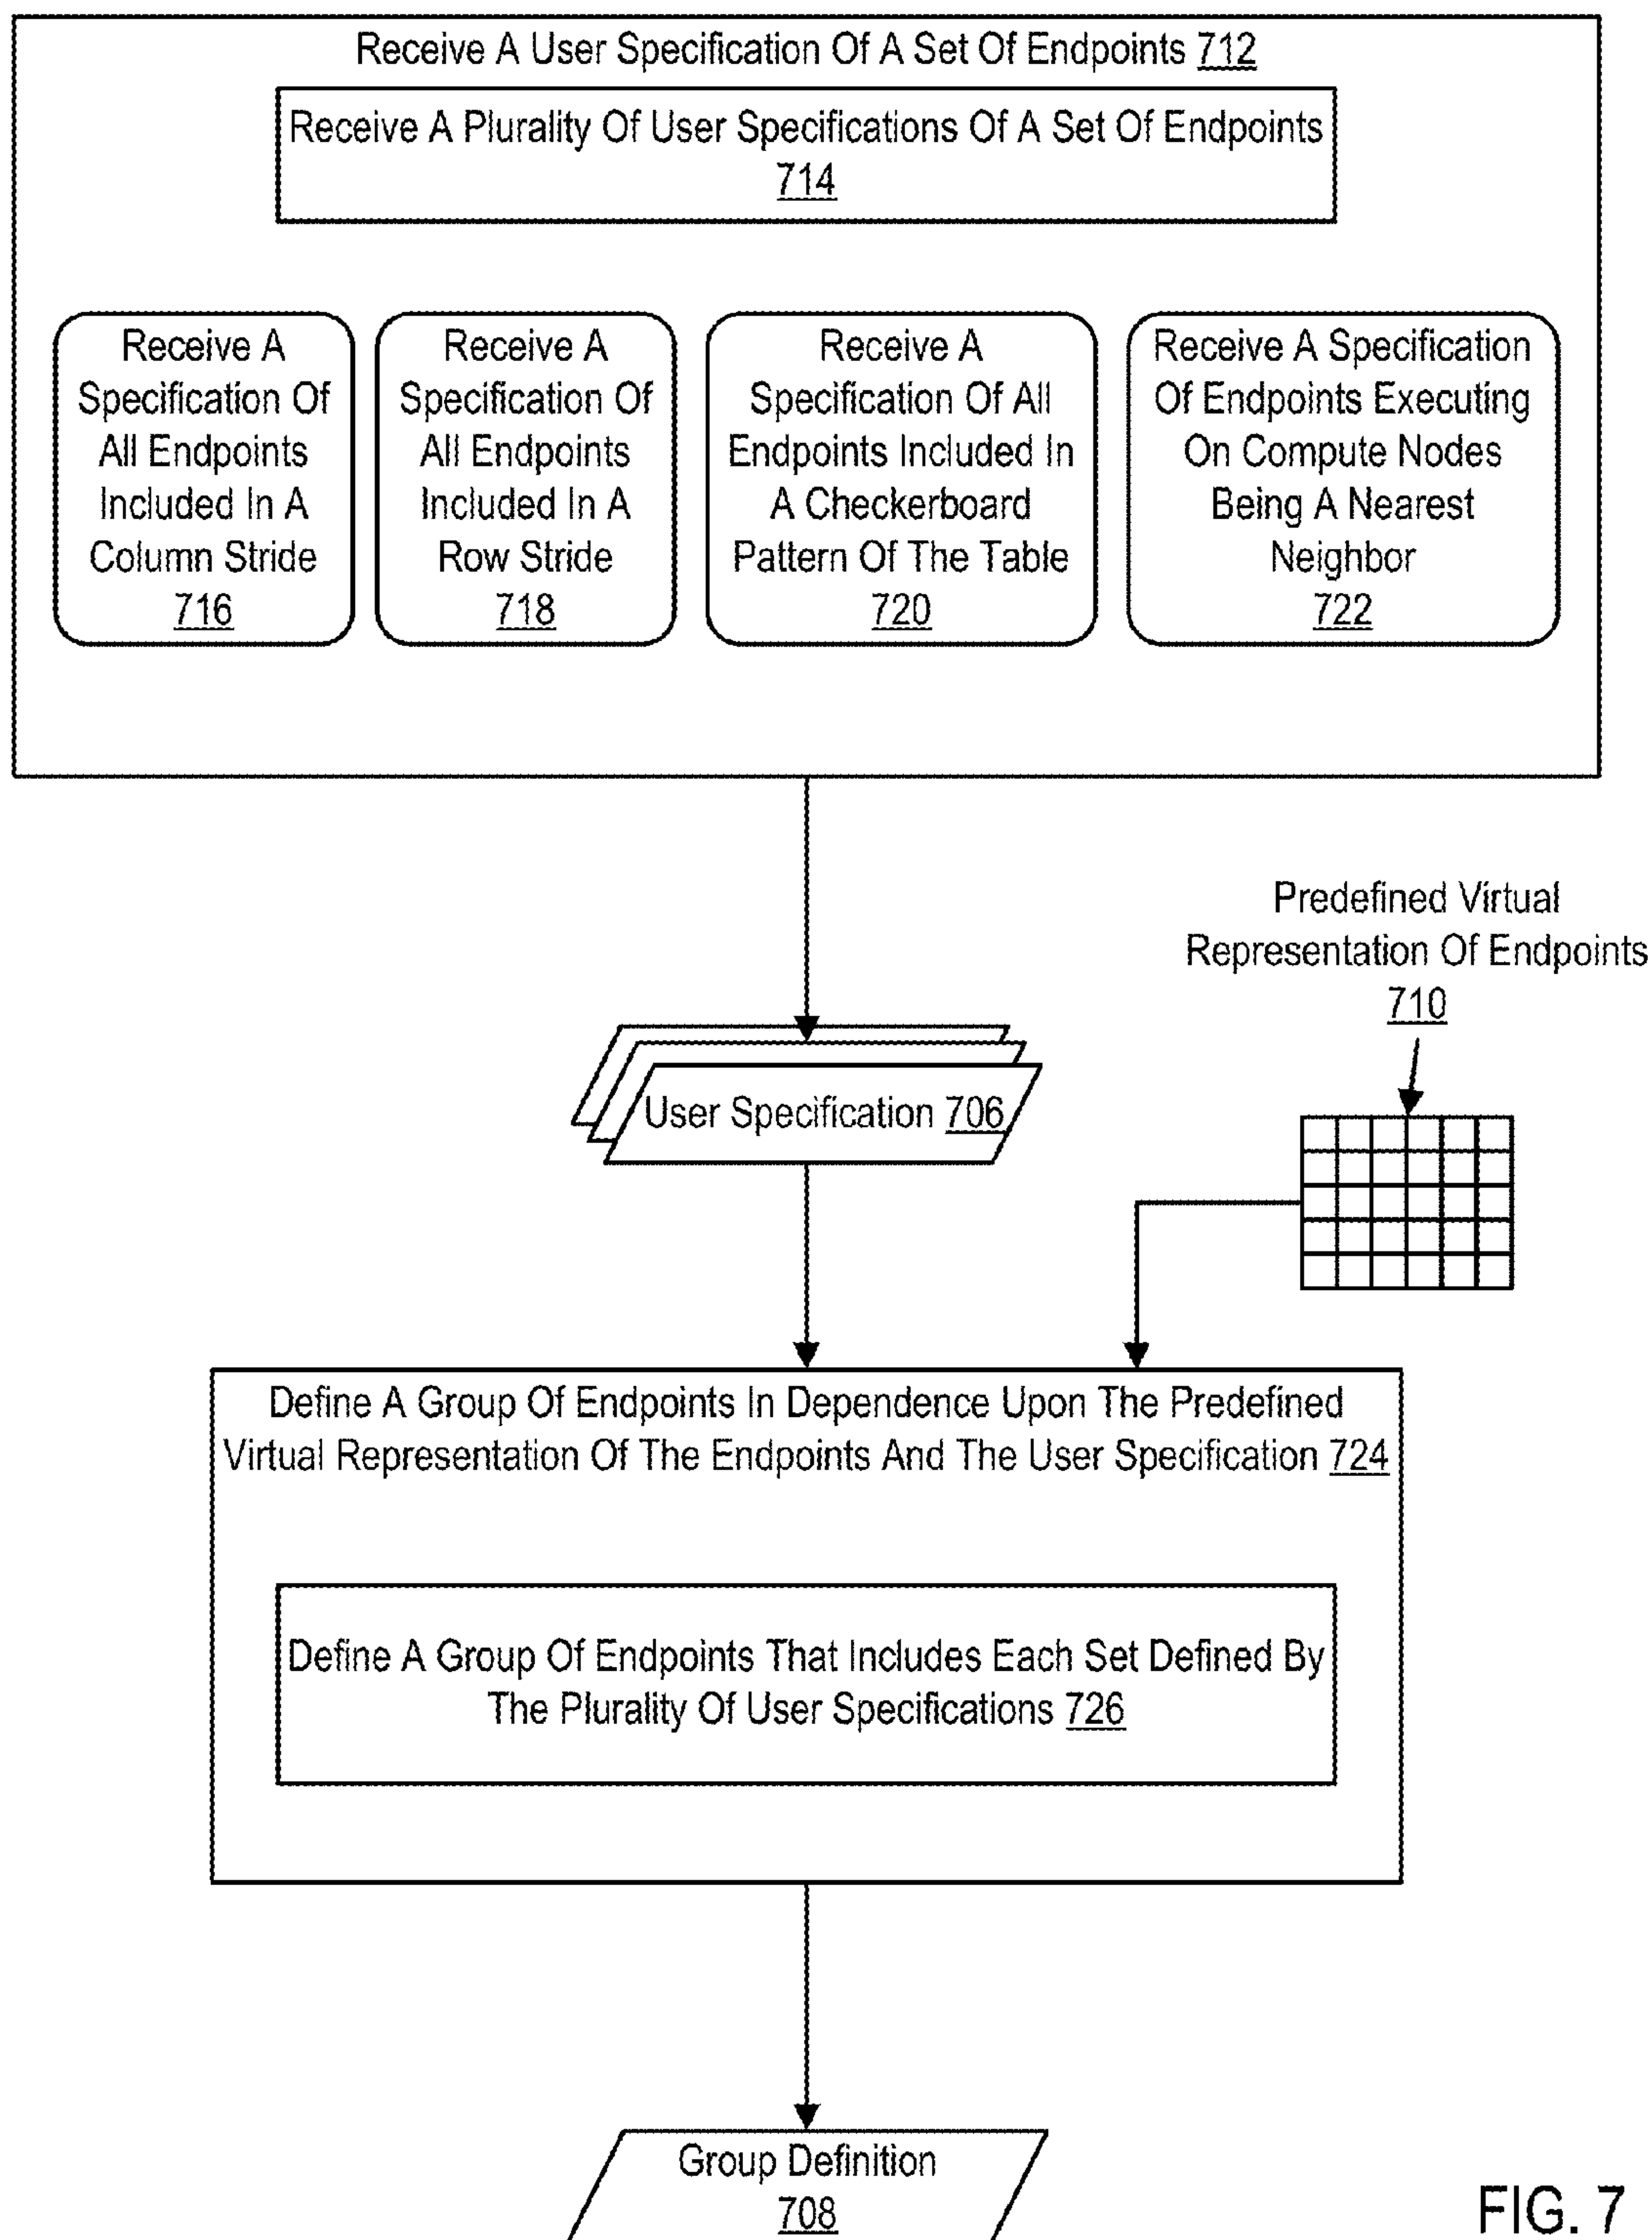 Receive A User Specification Of A Set Of Endpoints 712
Receive A Plurality Of User Specifications Of A Set Of Endpoints
714
Receive A
Specification Of
All Endpoints
Included In A
Column Stride
716
Receive A
Specification Of
All Endpoints
Included In A
Row Stride
718
Receive A
Specification Of All
Endpoints Included In
A Checkerboard
Pattern Of The Table
720
Receive A Specification
Of Endpoints Executing
On Compute Nodes
Being A Nearest
Neighbor
722
Predefined Virtual
Representation Of Endpoints
710
User Specification 706
Define A Group Of Endpoints In Dependence Upon The Predefined
Virtual Representation Of The Endpoints And The User Specification 724
Define A Group Of Endpoints That Includes Each Set Defined By
The Plurality Of User Specifications 726
Group Definition
708
FIG. 7